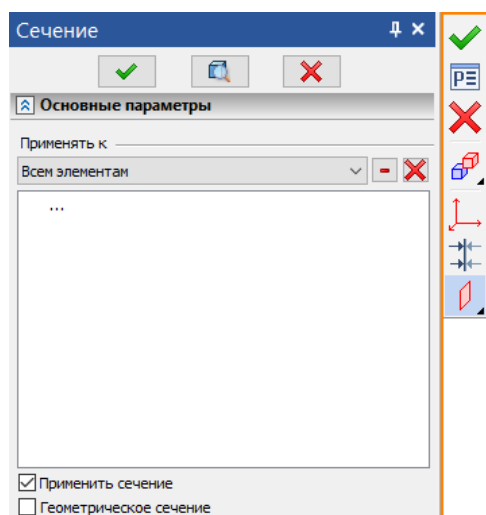 Сечение
Основные параметры
Применять к
Всем элементам
...
Применить сечение
Геометрическое сечение